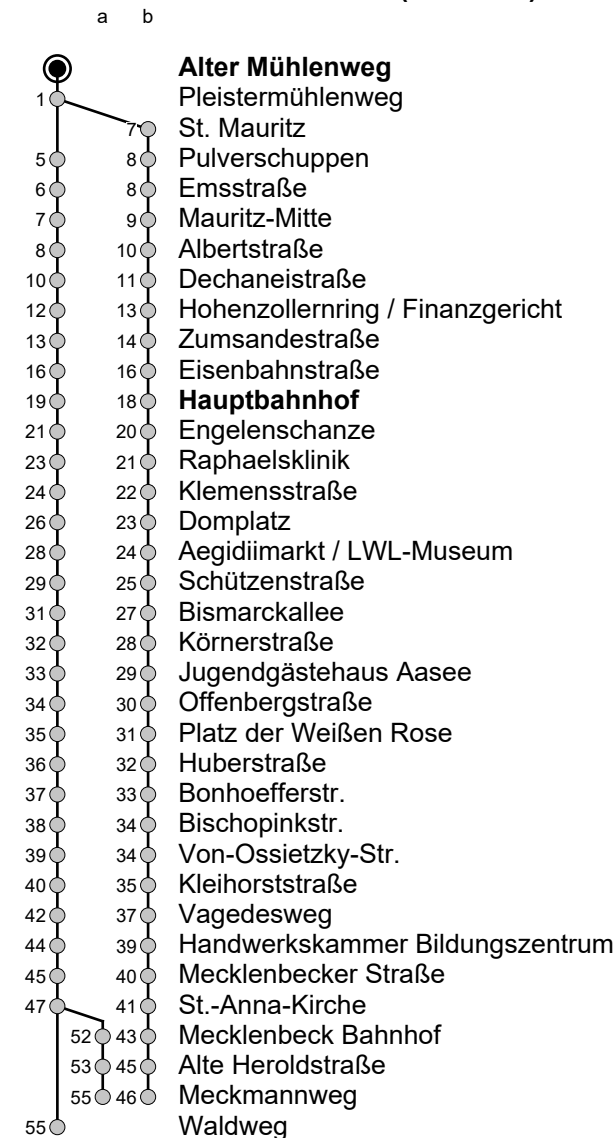 a b
Alter Mühlenweg
1 Pleistermühlenweg
7 St. Mauritz
5 8 Pulverschuppen
6 8 Emsstraße
7 9 Mauritz-Mitte
8 10 Albertstraße
10 11 Dechaneistraße
12 13 Hohenzollernring / Finanzgericht
13 14 Zumsandestraße
16 16 Eisenbahnstraße
19 18 Hauptbahnhof
21 20 Engelenschanze
23 21 Raphaelsklinik
24 22 Klemensstraße
26 23 Domplatz
28 24 Aegidiimarkt / LWL-Museum
29 25 Schützenstraße
31 27 Bismarckallee
32 28 Körnerstraße
33 29 Jugendgästehaus Aasee
34 30 Offenbergstraße
35 31 Platz der Weißen Rose
36 32 Huberstraße
37 33 Bonhoefferstr.
38 34 Bischopinkstr.
39 34 Von-Ossietzky-Str.
40 35 Kleihorststraße
42 37 Vagedesweg
44 39 Handwerkskammer Bildungszentrum
45 40 Mecklenbecker Straße
47 41 St.-Anna-Kirche
52 43 Mecklenbeck Bahnhof
53 45 Alte Heroldstraße
55 46 Meckmannweg
55 Waldweg